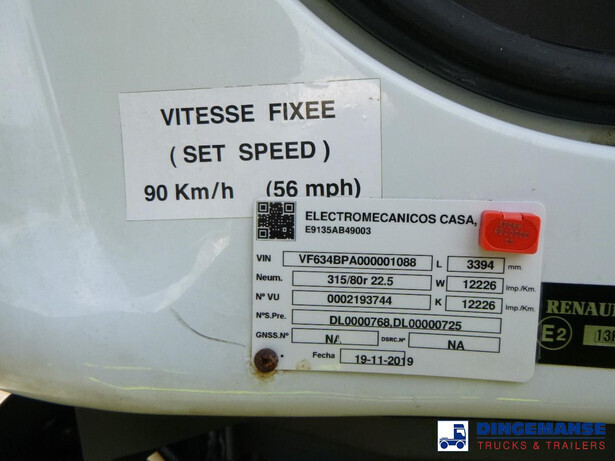 VITESSE FIXEE
( SET SPEED )
90 Km/h (56 mph)
ELECTROMECANICOS CASA,
E9135AB49003
VIN VF634BPA000001088 L 3394 mm.
Neum. 315/80r 22.5 W 12226 Imp./Km.
Nº VU 0002193744 K 12226 Imp./Km.
NºS.Pre. DL0000768,DL00000725
GNSS.Nº NA DSRC.Nº NA
Fecha 19-11-2019
RENAUL
E2
DINGEMANSE
TRUCKS & TRAILERS